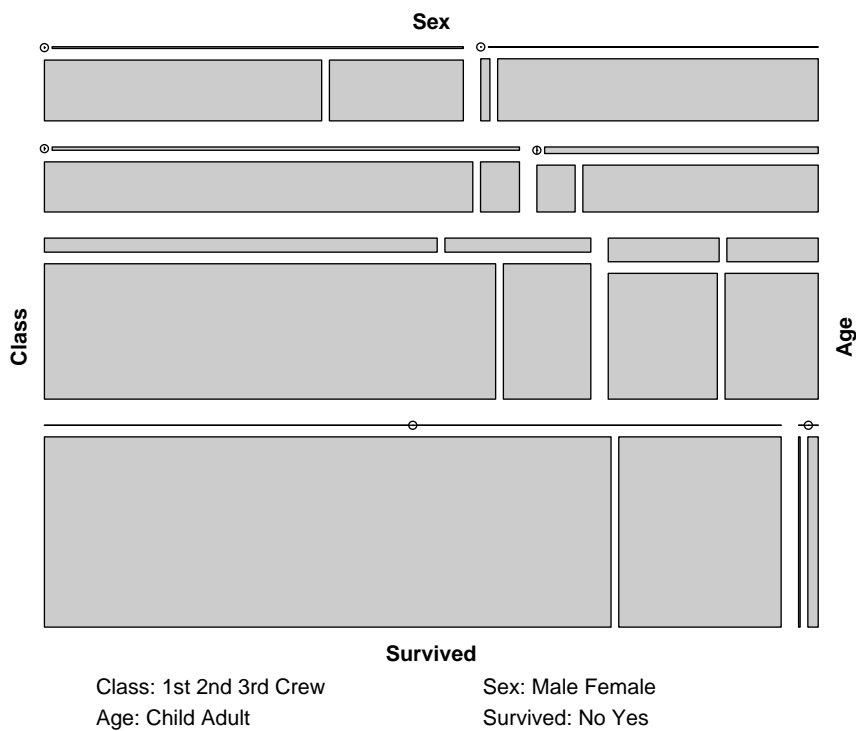 Sex
Class
Age
Survived
Class: 1st 2nd 3rd Crew
Sex: Male Female
Age: Child Adult
Survived: No Yes